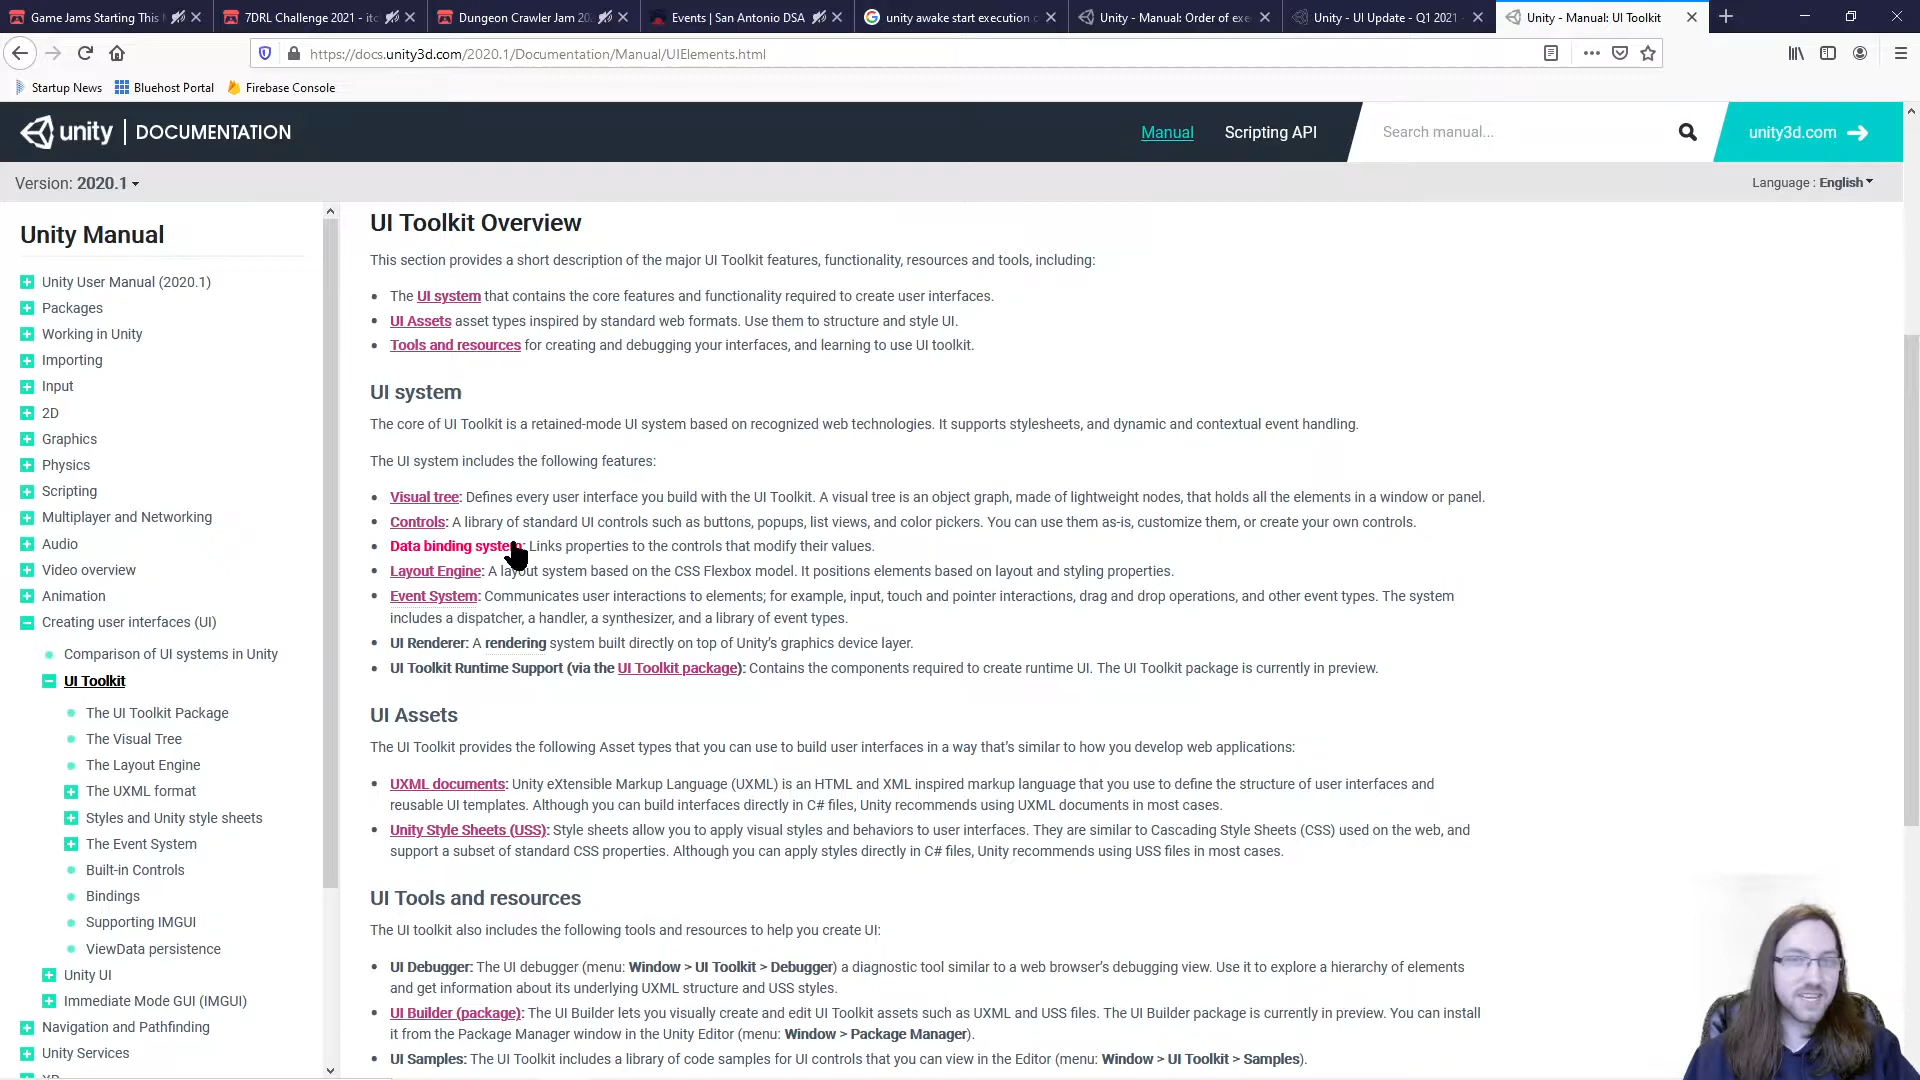 Game Jams Starting This
7DRL Challenge 2021 - itc
Dungeon Crawler Jam 20
Events | San Antonio DSA
unity awake start execution o
Unity - Manual: Order of exe
Unity - UI Update - Q1 2021
Unity - Manual: UI Toolkit
https://docs.unity3d.com/2020.1/Documentation/Manual/UIElements.html
Startup News
Bluehost Portal
Firebase Console
unity | DOCUMENTATION
Manual
Scripting API
Search manual...
unity3d.com
Version: 2020.1
Language : English
Unity Manual
Unity User Manual (2020.1)
Packages
Working in Unity
Importing
Input
2D
Graphics
Physics
Scripting
Multiplayer and Networking
Audio
Video overview
Animation
Creating user interfaces (UI)
Comparison of UI systems in Unity
UI Toolkit
The UI Toolkit Package
The Visual Tree
The Layout Engine
The UXML format
Styles and Unity style sheets
The Event System
Built-in Controls
Bindings
Supporting IMGUI
ViewData persistence
Unity UI
Immediate Mode GUI (IMGUI)
Navigation and Pathfinding
Unity Services
UI Toolkit Overview
This section provides a short description of the major UI Toolkit features, functionality, resources and tools, including:
The UI system that contains the core features and functionality required to create user interfaces.
UI Assets asset types inspired by standard web formats. Use them to structure and style UI.
Tools and resources for creating and debugging your interfaces, and learning to use UI toolkit.
UI system
The core of UI Toolkit is a retained-mode UI system based on recognized web technologies. It supports stylesheets, and dynamic and contextual event handling.
The UI system includes the following features:
Visual tree: Defines every user interface you build with the UI Toolkit. A visual tree is an object graph, made of lightweight nodes, that holds all the elements in a window or panel.
Controls: A library of standard UI controls such as buttons, popups, list views, and color pickers. You can use them as-is, customize them, or create your own controls.
Data binding system: Links properties to the controls that modify their values.
Layout Engine: A layout system based on the CSS Flexbox model. It positions elements based on layout and styling properties.
Event System: Communicates user interactions to elements; for example, input, touch and pointer interactions, drag and drop operations, and other event types. The system
includes a dispatcher, a handler, a synthesizer, and a library of event types.
UI Renderer: A rendering system built directly on top of Unity's graphics device layer.
UI Toolkit Runtime Support (via the UI Toolkit package): Contains the components required to create runtime UI. The UI Toolkit package is currently in preview.
UI Assets
The UI Toolkit provides the following Asset types that you can use to build user interfaces in a way that's similar to how you develop web applications:
UXML documents: Unity eXtensible Markup Language (UXML) is an HTML and XML inspired markup language that you use to define the structure of user interfaces and
reusable UI templates. Although you can build interfaces directly in C# files, Unity recommends using UXML documents in most cases.
Unity Style Sheets (USS): Style sheets allow you to apply visual styles and behaviors to user interfaces. They are similar to Cascading Style Sheets (CSS) used on the web, and
support a subset of standard CSS properties. Although you can apply styles directly in C# files, Unity recommends using USS files in most cases.
UI Tools and resources
The UI toolkit also includes the following tools and resources to help you create UI:
UI Debugger: The UI debugger (menu: Window > UI Toolkit > Debugger) a diagnostic tool similar to a web browser's debugging view. Use it to explore a hierarchy of elements
and get information about its underlying UXML structure and USS styles.
UI Builder (package): The UI Builder lets you visually create and edit UI Toolkit assets such as UXML and USS files. The UI Builder package is currently in preview. You can install
it from the Package Manager window in the Unity Editor (menu: Window > Package Manager).
UI Samples: The UI Toolkit includes a library of code samples for UI controls that you can view in the Editor (menu: Window > UI Toolkit > Samples).